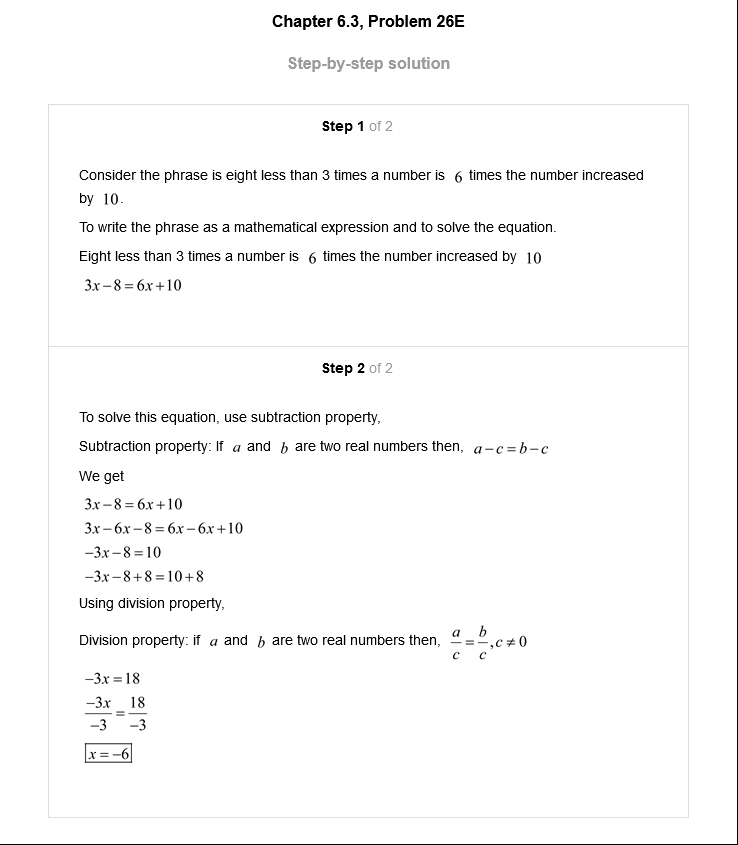 Chapter 6.3, Problem 26E
Step-by-step solution
Step 1 of 2
Consider the phrase is eight less than 3 times a number is 6 times the number increased
by 10.
To write the phrase as a mathematical expression and to solve the equation.
Eight less than 3 times a number is 6 times the number increased by 10
3x−8=6x+10
Step 2 of 2
To solve this equation, use subtraction property,
Subtraction property: If a and b are two real numbers then, a−c=b−c
We get
3x−8=6x+10
3x−6x−8=6x−6x+10
−3x−8=10
−3x−8+8=10+8
Using division property,
Division property: if a and b are two real numbers then, a/c=b/c,c≠0
−3x=18
−3x/−3=18/−3
x=−6